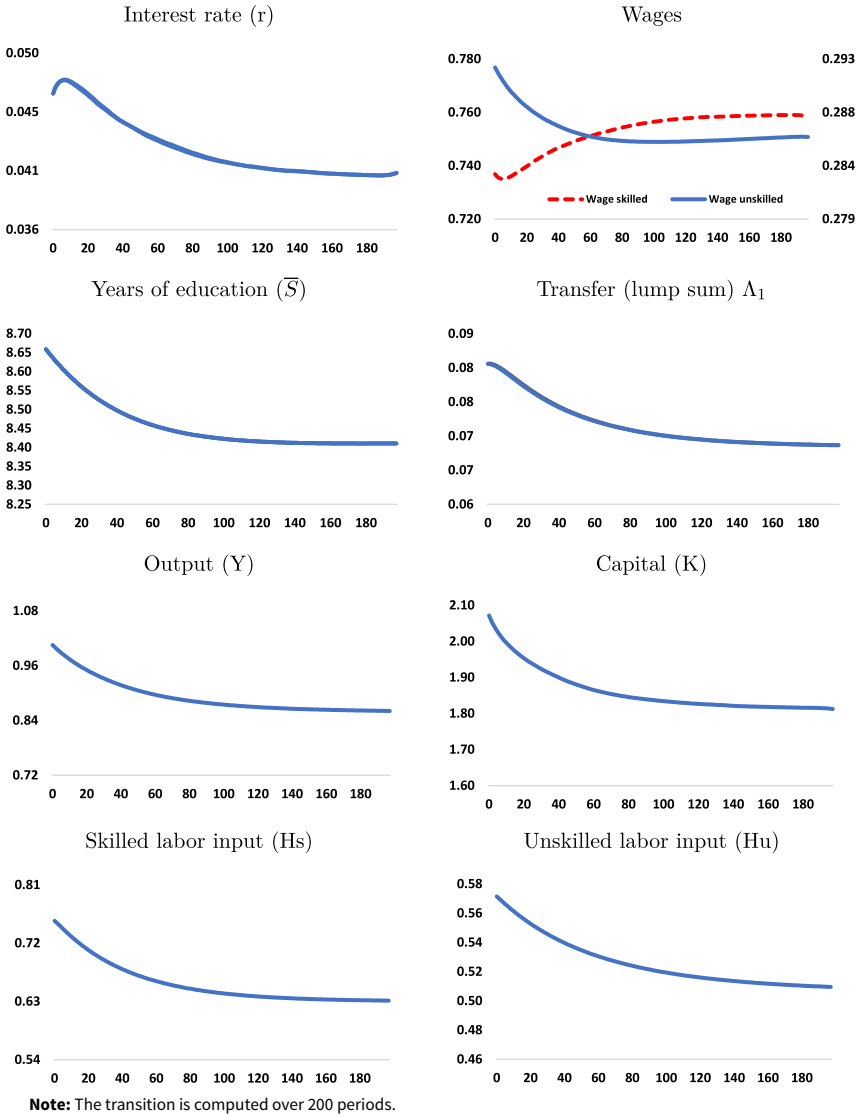 Interest rate (r)
0.050
0.045
0.041
0.036
0 20 40 60 80 100 120 140 160 180
Wages
0.780
0.760
0.740
0.720
0.293
0.288
0.284
0.279
Wage skilled Wage unskilled
0 20 40 60 80 100 120 140 160 180
Years of education (S̅)
8.70
8.65
8.60
8.55
8.50
8.45
8.40
8.35
8.30
8.25
0 20 40 60 80 100 120 140 160 180
Transfer (lump sum) Λ₁
0.09
0.08
0.08
0.07
0.07
0.06
0 20 40 60 80 100 120 140 160 180
Output (Y)
1.08
0.96
0.84
0.72
0 20 40 60 80 100 120 140 160 180
Capital (K)
2.10
2.00
1.90
1.80
1.70
1.60
0 20 40 60 80 100 120 140 160 180
Skilled labor input (Hs)
0.81
0.72
0.63
0.54
0 20 40 60 80 100 120 140 160 180
Unskilled labor input (Hu)
0.58
0.56
0.54
0.52
0.50
0.48
0.46
0 20 40 60 80 100 120 140 160 180
Note: The transition is computed over 200 periods.